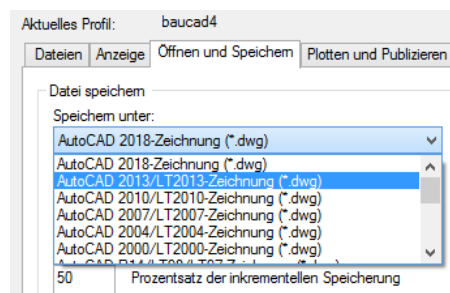 Aktuelles Profil: baucad4
Dateien Anzeige Öffnen und Speichern Plotten und Publizieren
Datei speichern
Speichern unter:
AutoCAD 2018-Zeichnung (*.dwg)
AutoCAD 2018-Zeichnung (*.dwg)
AutoCAD 2013/LT2013-Zeichnung (*.dwg)
AutoCAD 2010/LT2010-Zeichnung (*.dwg)
AutoCAD 2007/LT2007-Zeichnung (*.dwg)
AutoCAD 2004/LT2004-Zeichnung (*.dwg)
AutoCAD 2000/LT2000-Zeichnung (*.dwg)
50 Prozentsatz der inkrementellen Speicherung